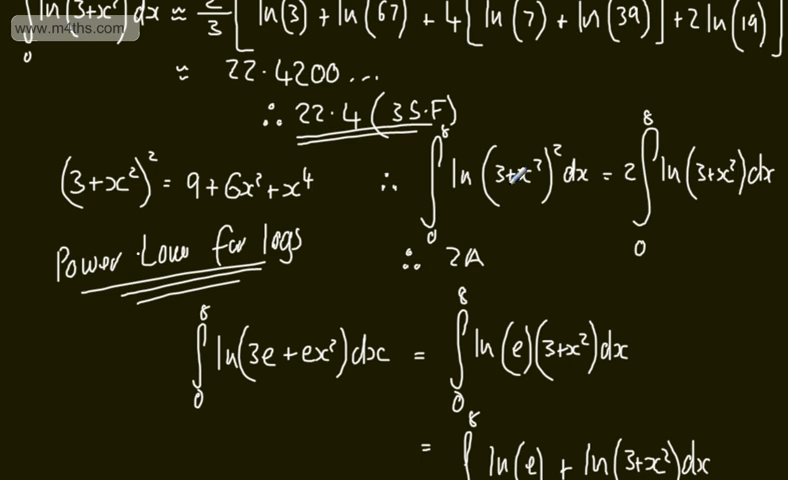 www.m4ths.com
∫₀ ln(3+x²)dx ≈ 2/3 [ ln(3) + ln(67) + 4[ ln(7) + ln(39) ] + 2ln(19) ]
≈ 22.4200...
∴ 22.4 (3 S.F)
(3+x²)² = 9 + 6x² + x⁴ ∴ ∫₀⁸ ln(3+x²)² dx = 2∫₀⁸ ln(3+x²)dx
Power Law for logs ∴ 2A
∫₀⁸ ln(3e + ex²)dx = ∫₀⁸ ln(e)(3+x²)dx
= ∫⁸ ln(e) + ln(3+x²)dx